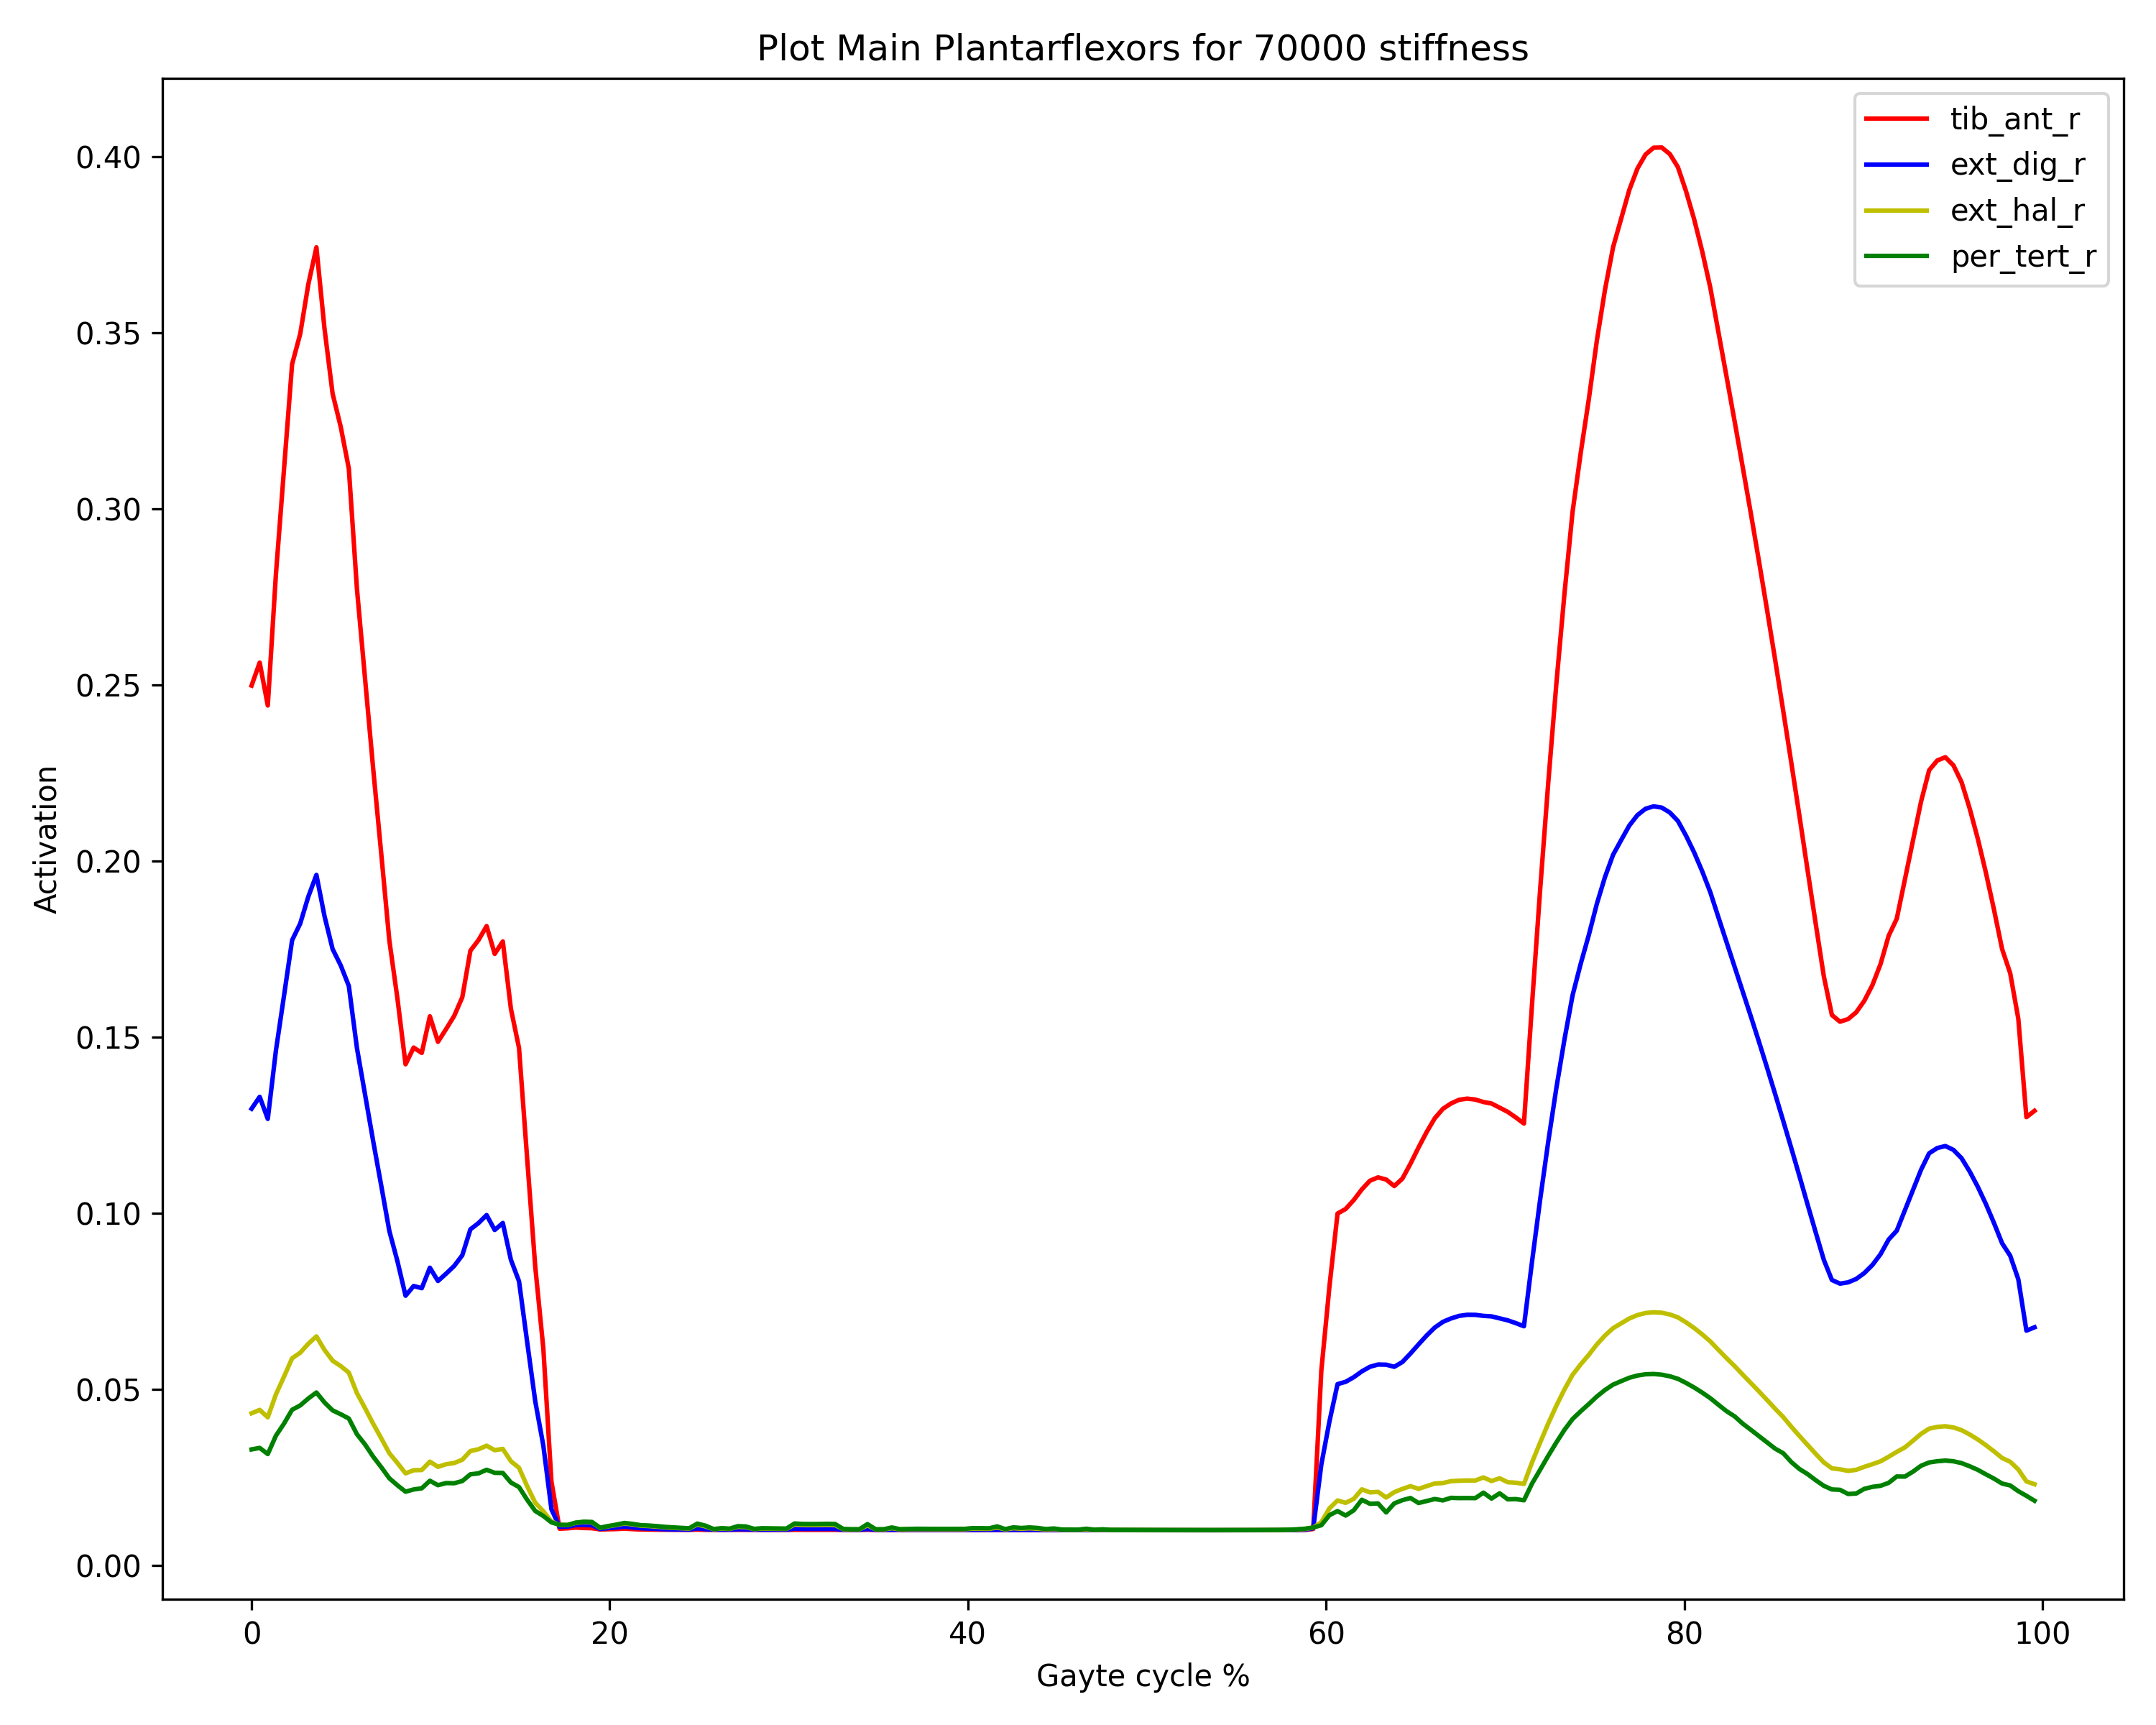 Plot Main Plantarflexors for 70000 stiffness
tib_ant_r
ext_dig_r
ext_hal_r
per_tert_r
Activation
0.40
0.35
0.30
0.25
0.20
0.15
0.10
0.05
0.00
0 20 40 60 80 100
Gayte cycle %